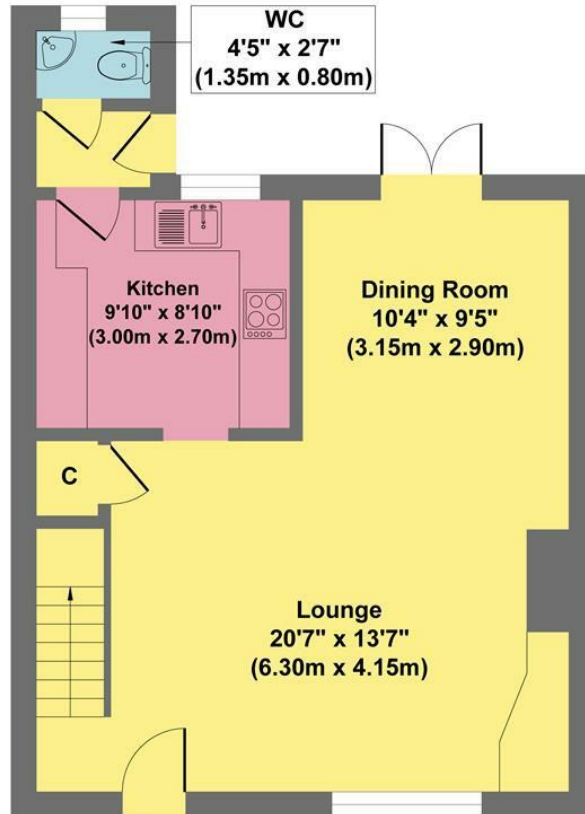 WC
4'5" x 2'7"
(1.35m x 0.80m)
Kitchen
9'10" x 8'10"
(3.00m x 2.70m)
Dining Room
10'4" x 9'5"
(3.15m x 2.90m)
C
Lounge
20'7" x 13'7"
(6.30m x 4.15m)